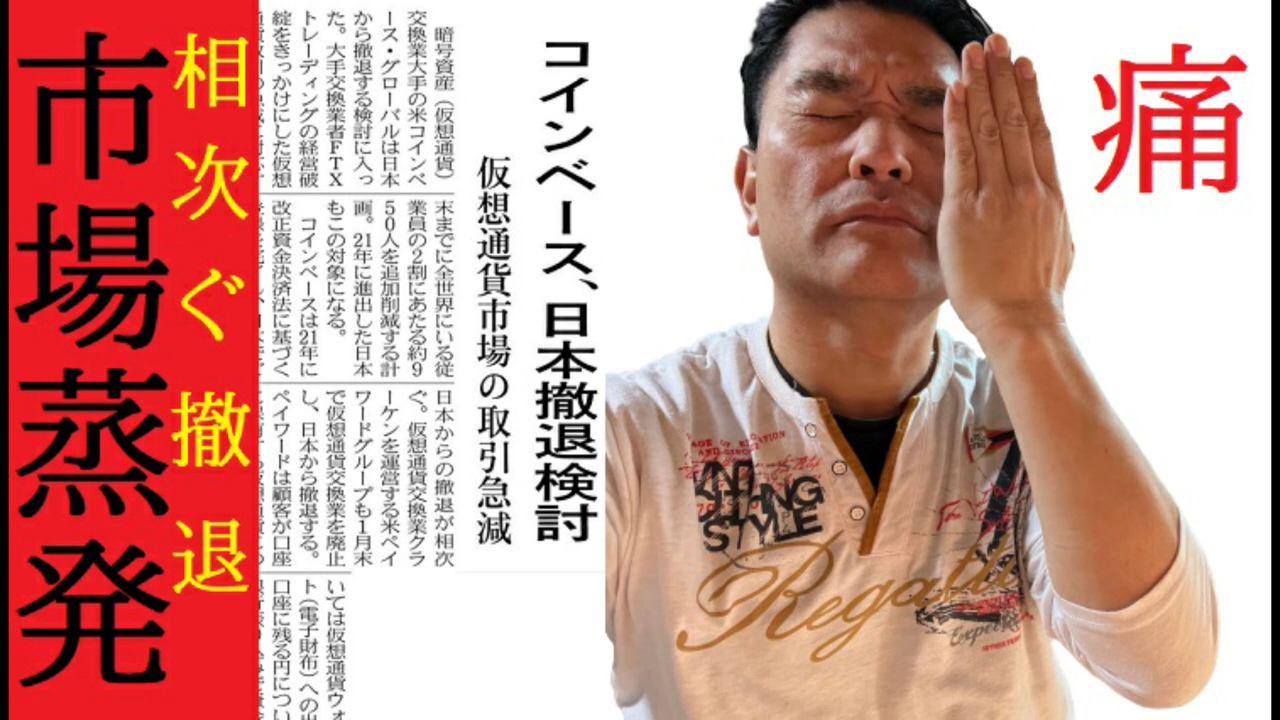 市場蒸発
相次ぐ撤退
コインベース、日本撤退検討
仮想通貨市場の取引急減
暗号資産(仮想通貨)
交換業大手の米コインベ
ース・グローバルは日本
から撤退する検討に入っ
た。大手交換業者FTX
トレーディングの経営破
綻をきっかけにした仮想
末までに全世界にいる従
業員の2割にあたる約9
50人を追加削減する計
画。21年に進出した日本
もこの対象になる。
コインベースは21年に
改正資金決済法に基づく
日本からの撤退が相次
ぐ。仮想通貨交換業クラ
ーケンを運営する米ペイ
ワードグループも1月末
で仮想通貨交換業を廃止
し、日本から撤退する。
ペイワードは顧客が口座
いては仮想通貨ウォ
ト(電子財布)への出
口座に残る円につい
痛
STYLE
Regatta